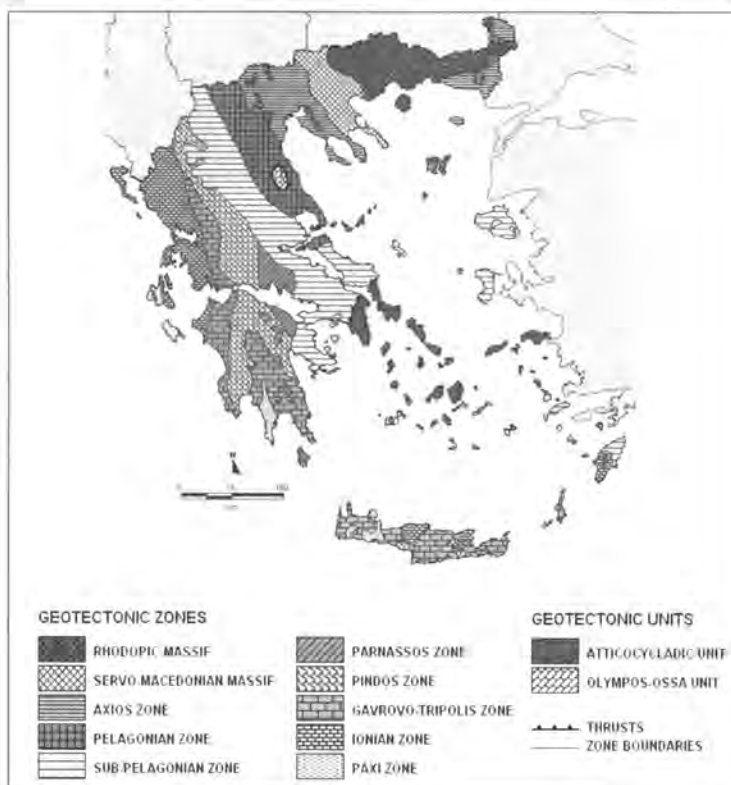 N
GEOTECTONIC ZONES
RHODOPIC MASSIF
SERVO-MACEDONIAN MASSIF
AXIOS ZONE
PELAGONIAN ZONE
SUB-PELAGONIAN ZONE
PARNASSOS ZONE
PINDOS ZONE
GAVROVO-TRIPOLIS ZONE
IONIAN ZONE
PAXI ZONE
GEOTECTONIC UNITS
ATTICOCYCLADIC UNIT
OLYMPOS-OSSA UNIT
THRUSTS
ZONE BOUNDARIES